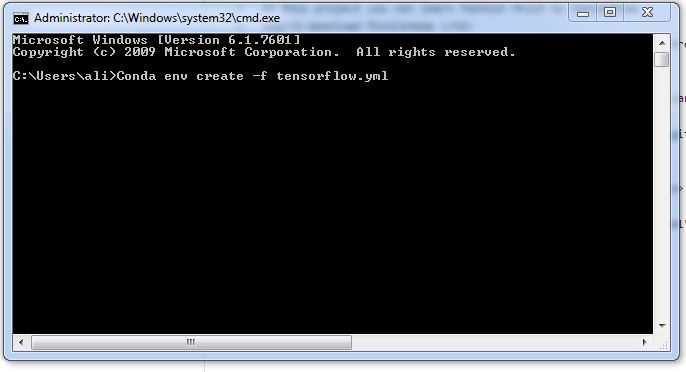 Administrator: C:\Windows\system32\cmd.exe
Microsoft Windows [Version 6.1.7601]
Copyright (c) 2009 Microsoft Corporation.  All rights reserved.
C:\Users\ali>Conda env create -f tensorflow.yml